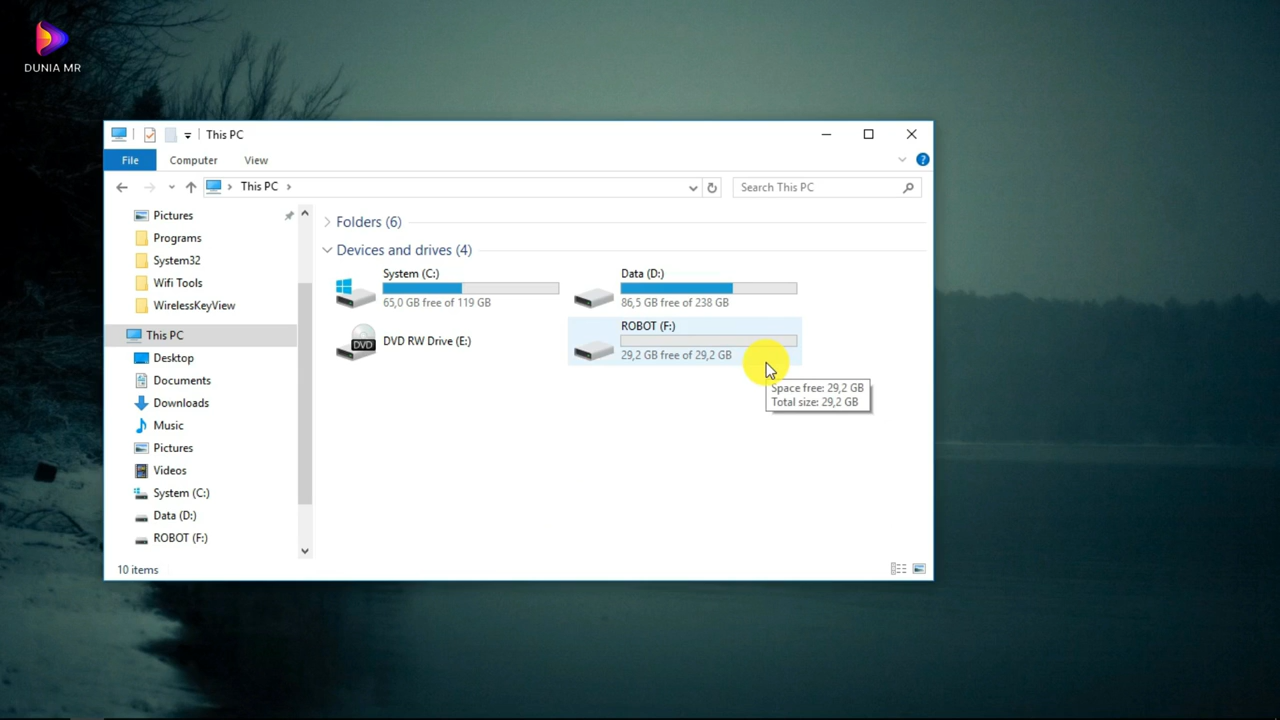 DUNIA MR
This PC
File
Computer
View
This PC
Search This PC
Pictures
Programs
System32
Wifi Tools
WirelessKeyView
This PC
Desktop
Documents
Downloads
Music
Pictures
Videos
System (C:)
Data (D:)
ROBOT (F:)
Folders (6)
Devices and drives (4)
System (C:)
65,0 GB free of 119 GB
Data (D:)
86,5 GB free of 238 GB
DVD
DVD RW Drive (E:)
ROBOT (F:)
29,2 GB free of 29,2 GB
Space free: 29,2 GB
Total size: 29,2 GB
10 items